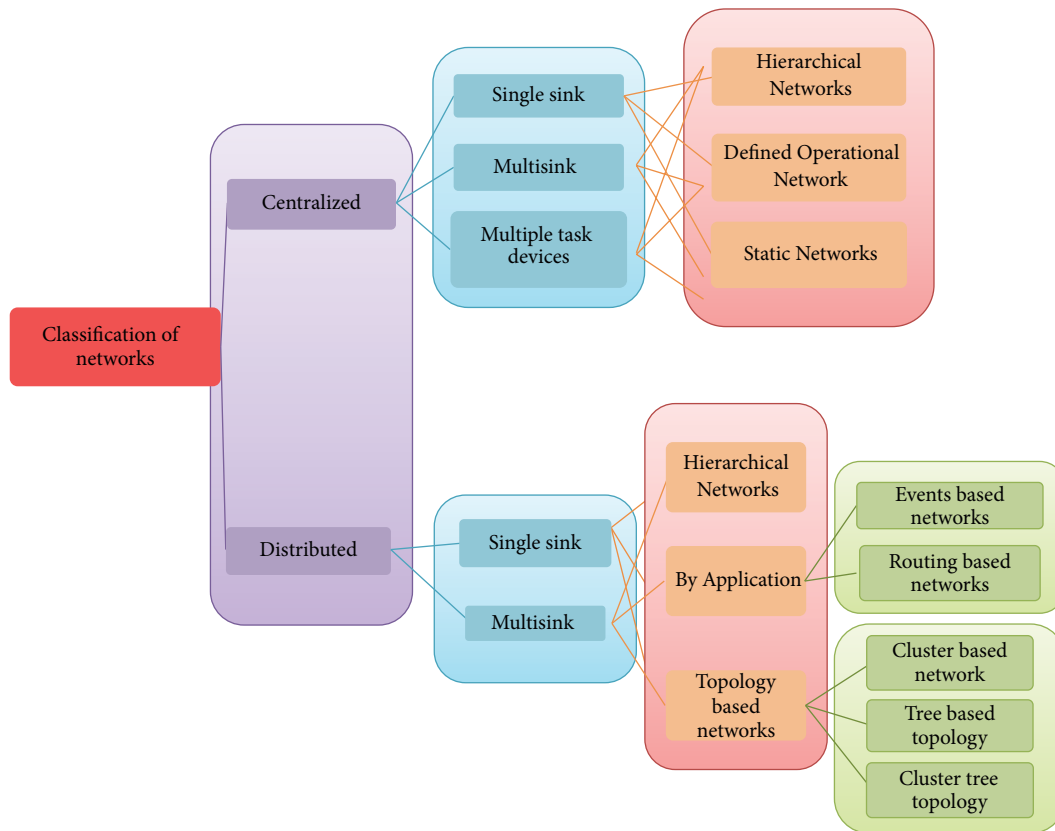 Classification of
networks
Centralized
Distributed
Single sink
Multisink
Multiple task
devices
Hierarchical
Networks
Defined Operational
Network
Static Networks
Single sink
Multisink
Hierarchical
Networks
By Application
Topology
based
networks
Events based
networks
Routing based
networks
Cluster based
network
Tree based
topology
Cluster tree
topology